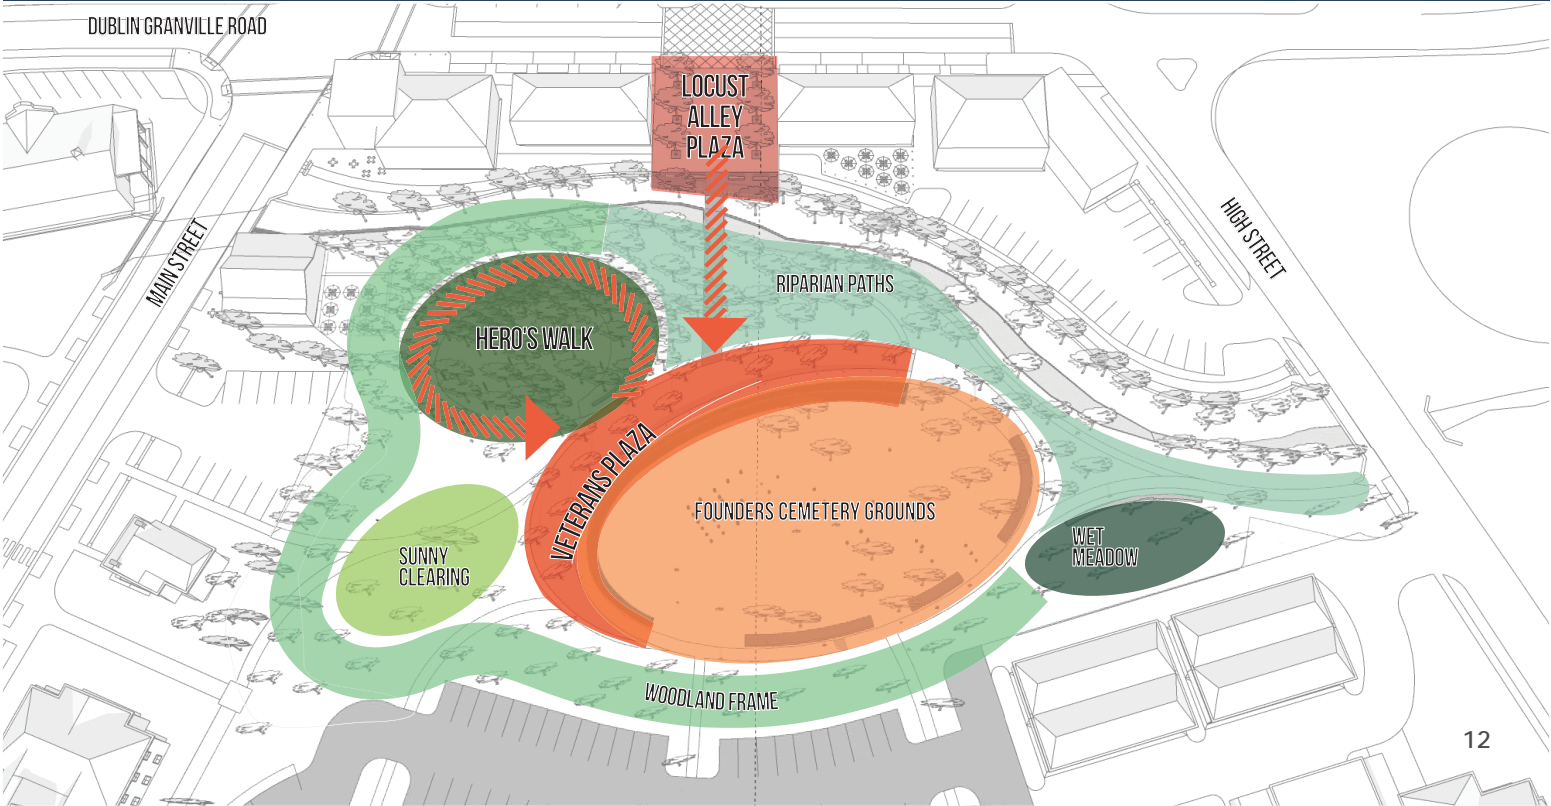 DUBLIN GRANVILLE ROAD
LOCUST
ALLEY
PLAZA
MAIN STREET
HIGH STREET
RIPARIAN PATHS
HERO'S WALK
VETERANS PLAZA
FOUNDERS CEMETERY GROUNDS
SUNNY
CLEARING
WET
MEADOW
WOODLAND FRAME
12